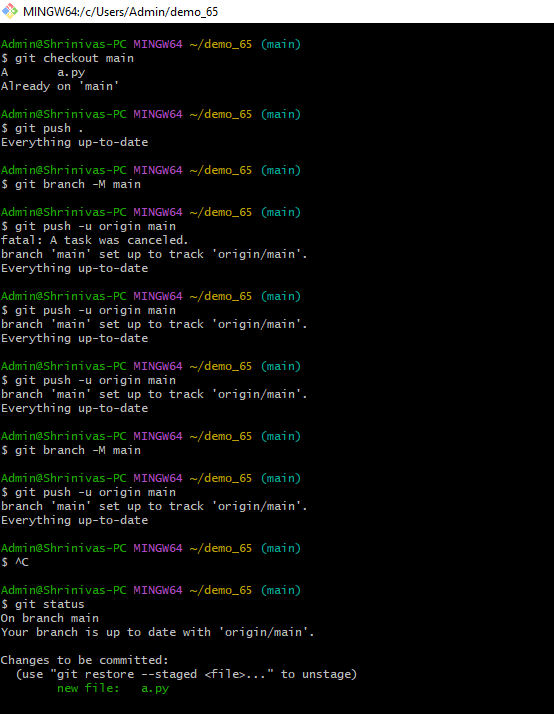 MINGW64:/c/Users/Admin/demo_65
Admin@Shrinivas-PC MINGW64 ~/demo_65 (main)
$ git checkout main
A       a.py
Already on 'main'
Admin@Shrinivas-PC MINGW64 ~/demo_65 (main)
$ git push .
Everything up-to-date
Admin@Shrinivas-PC MINGW64 ~/demo_65 (main)
$ git branch -M main
Admin@Shrinivas-PC MINGW64 ~/demo_65 (main)
$ git push -u origin main
fatal: A task was canceled.
branch 'main' set up to track 'origin/main'.
Everything up-to-date
Admin@Shrinivas-PC MINGW64 ~/demo_65 (main)
$ git push -u origin main
branch 'main' set up to track 'origin/main'.
Everything up-to-date
Admin@Shrinivas-PC MINGW64 ~/demo_65 (main)
$ git push -u origin main
branch 'main' set up to track 'origin/main'.
Everything up-to-date
Admin@Shrinivas-PC MINGW64 ~/demo_65 (main)
$ git branch -M main
Admin@Shrinivas-PC MINGW64 ~/demo_65 (main)
$ git push -u origin main
branch 'main' set up to track 'origin/main'.
Everything up-to-date
Admin@Shrinivas-PC MINGW64 ~/demo_65 (main)
$ ^C
Admin@Shrinivas-PC MINGW64 ~/demo_65 (main)
$ git status
On branch main
Your branch is up to date with 'origin/main'.
Changes to be committed:
  (use "git restore --staged <file>..." to unstage)
        new file:   a.py